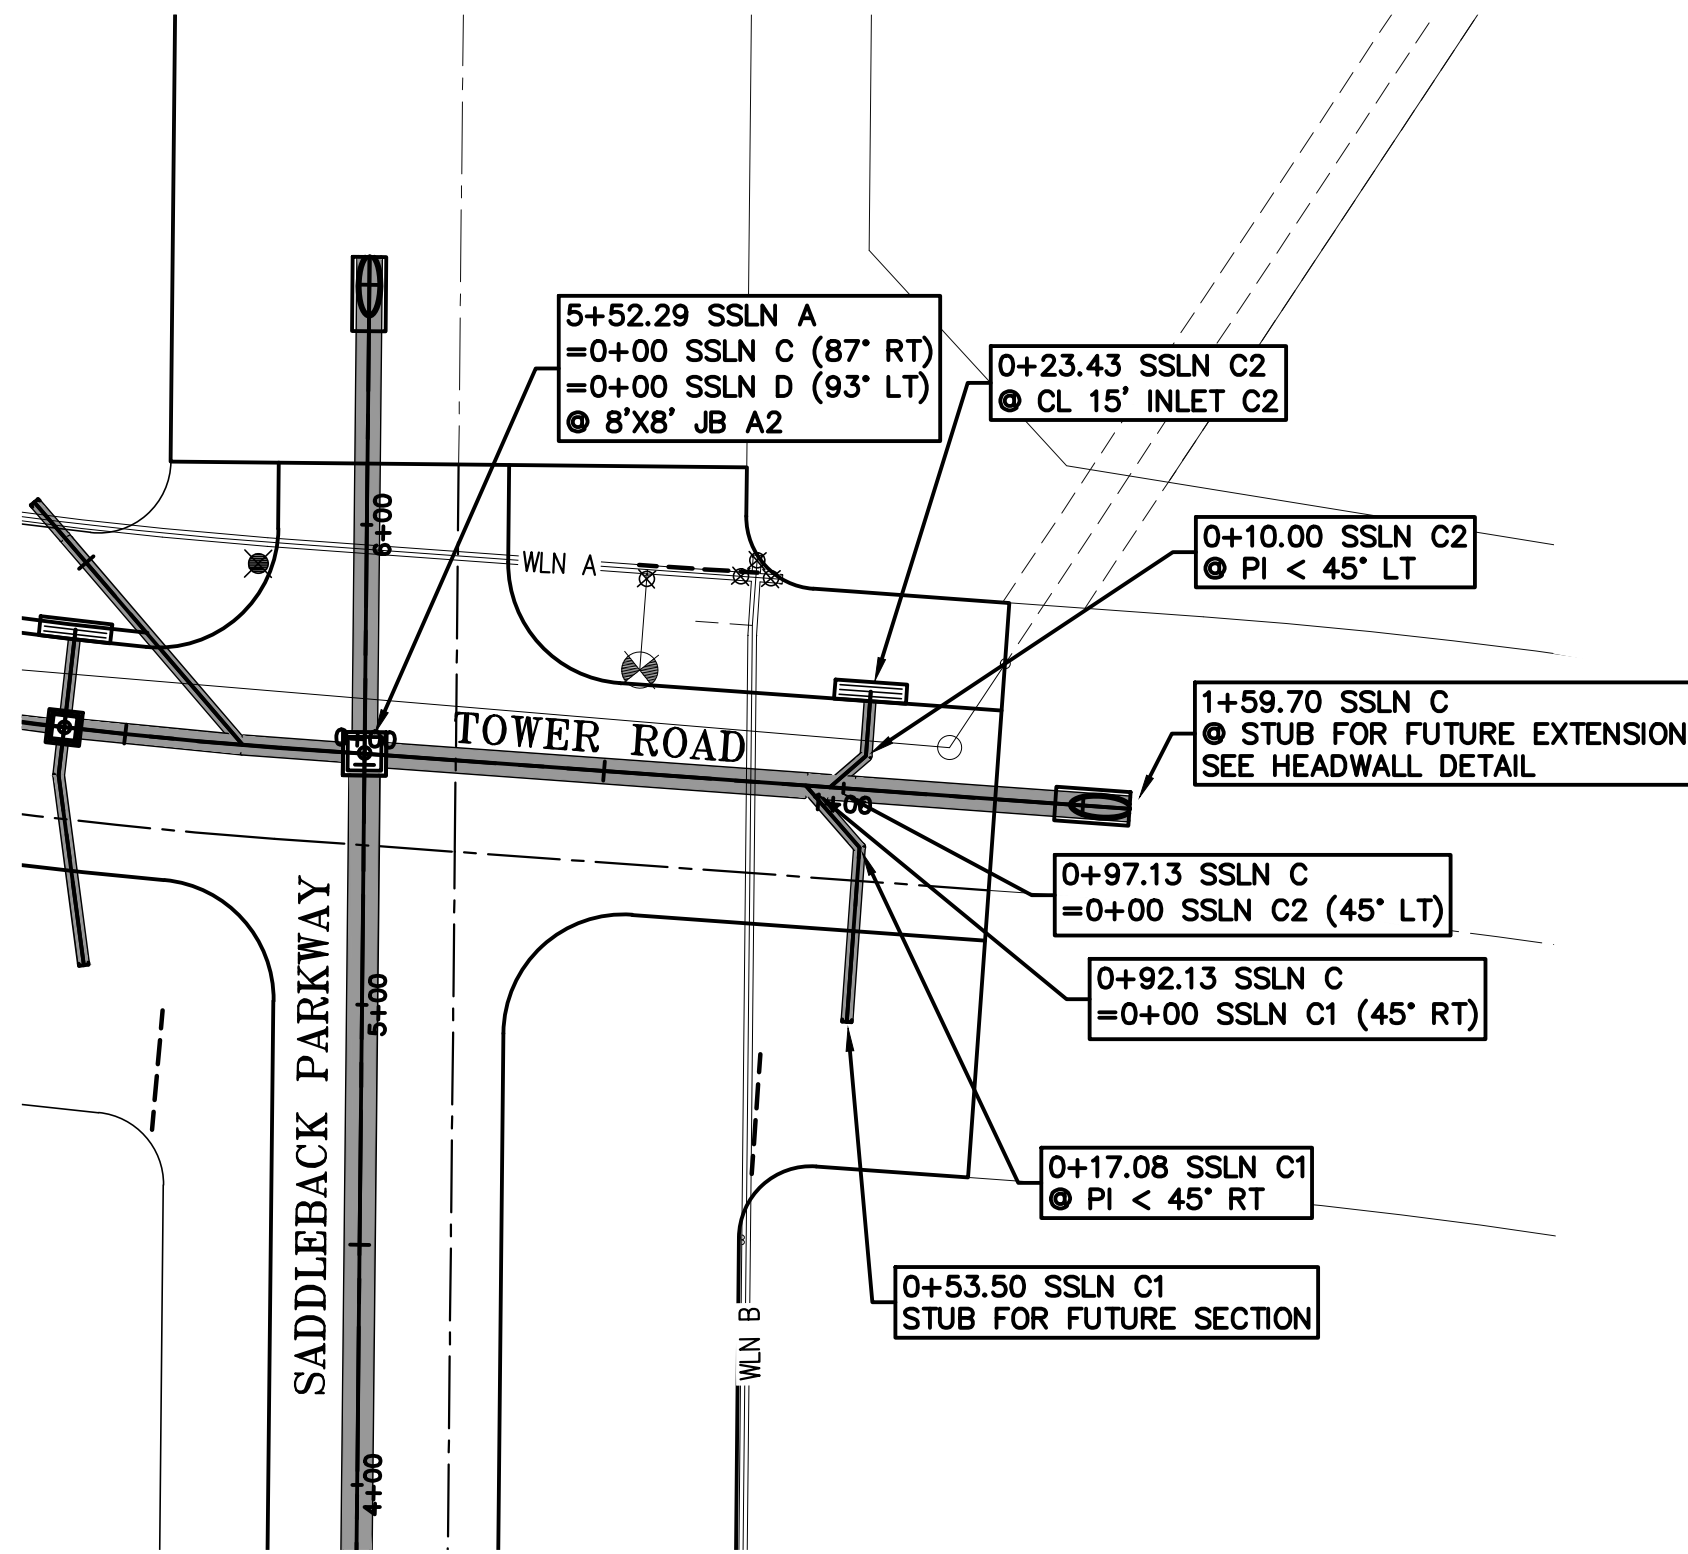 5+52.29 SSLN A
=0+00 SSLN C (87° RT)
=0+00 SSLN D (93° LT)
@ 8'X8' JB A2
0+23.43 SSLN C2
@ CL 15' INLET C2
6+00
WLN A
0+10.00 SSLN C2
@ PI < 45° LT
1+59.70 SSLN C
@ STUB FOR FUTURE EXTENSION
SEE HEADWALL DETAIL
0+00
TOWER ROAD
1+00
0+97.13 SSLN C
=0+00 SSLN C2 (45° LT)
0+92.13 SSLN C
=0+00 SSLN C1 (45° RT)
5+00
SADDLEBACK PARKWAY
0+17.08 SSLN C1
@ PI < 45° RT
0+53.50 SSLN C1
STUB FOR FUTURE SECTION
WLN B
4+00